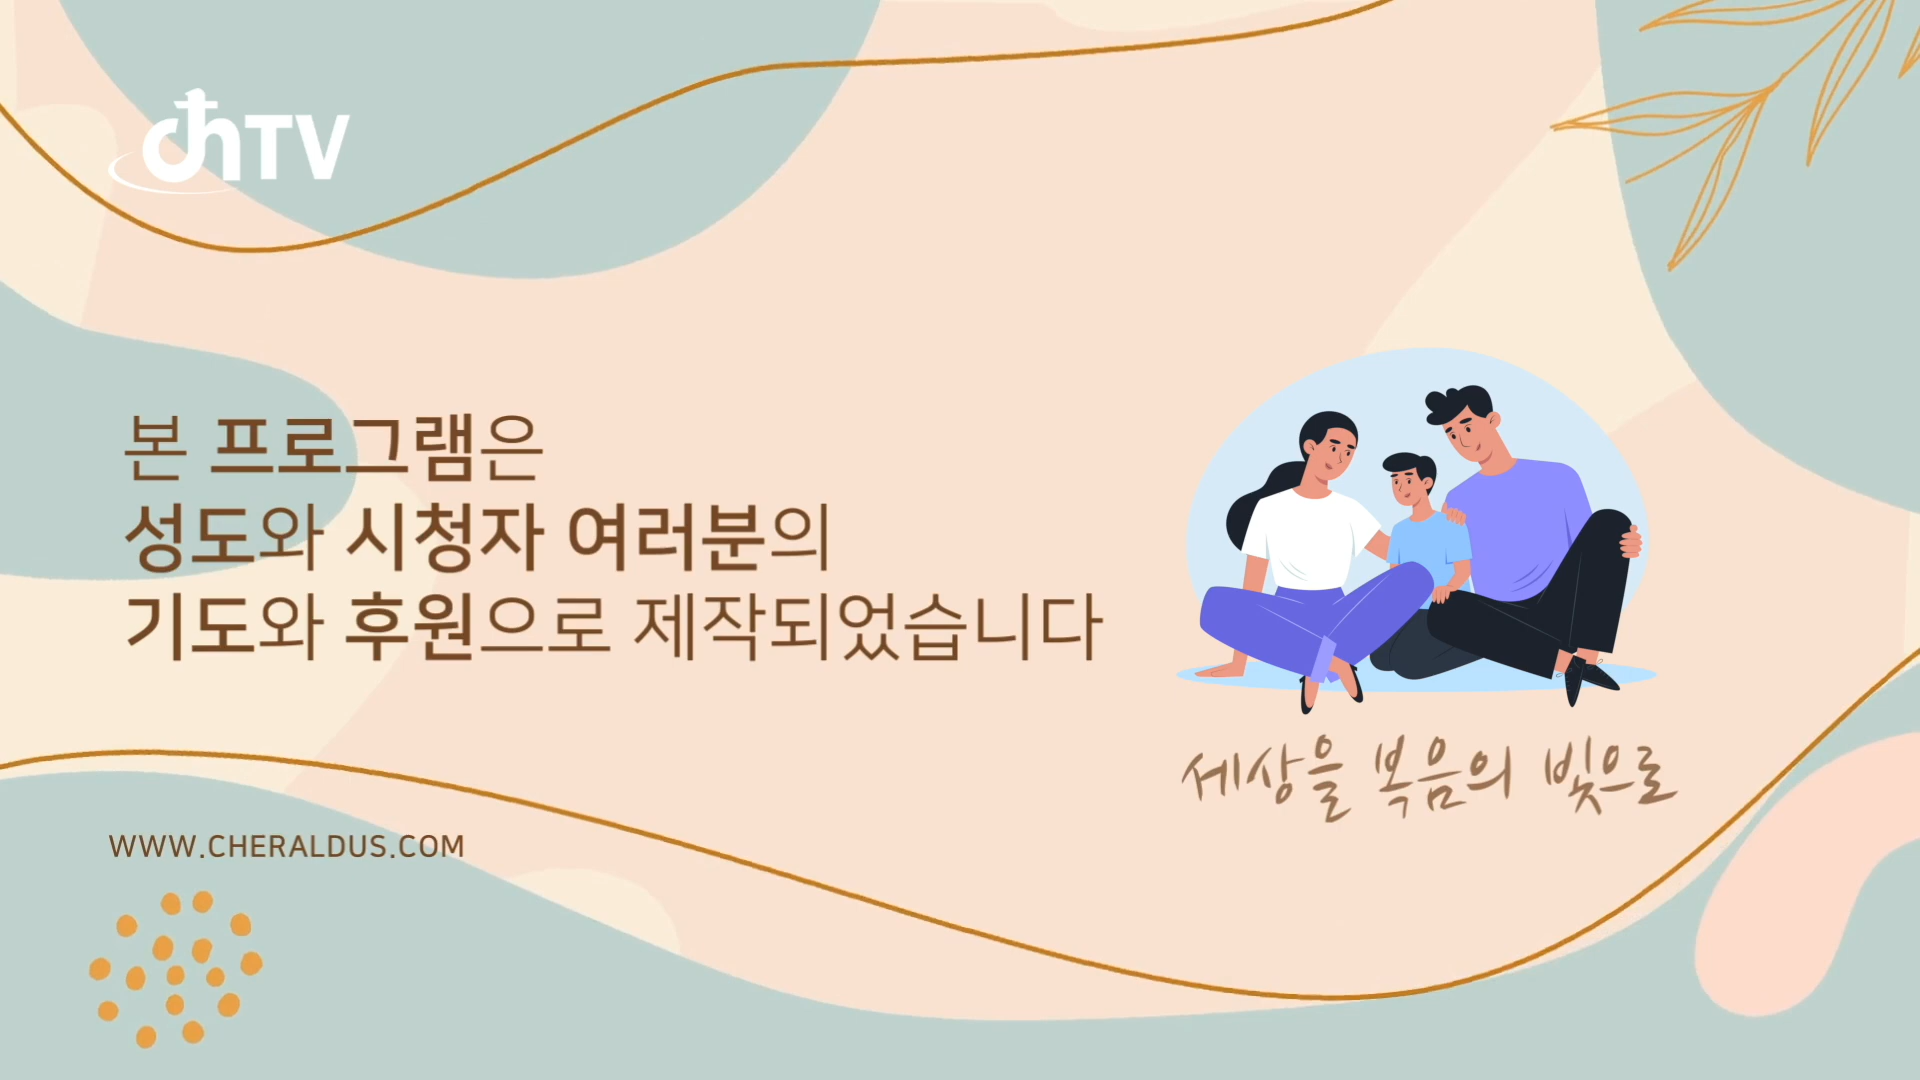 chTV
본 프로그램은
성도와 시청자 여러분의
기도와 후원으로 제작되었습니다
세상을 복음의 빛으로
WWW.CHERALDUS.COM